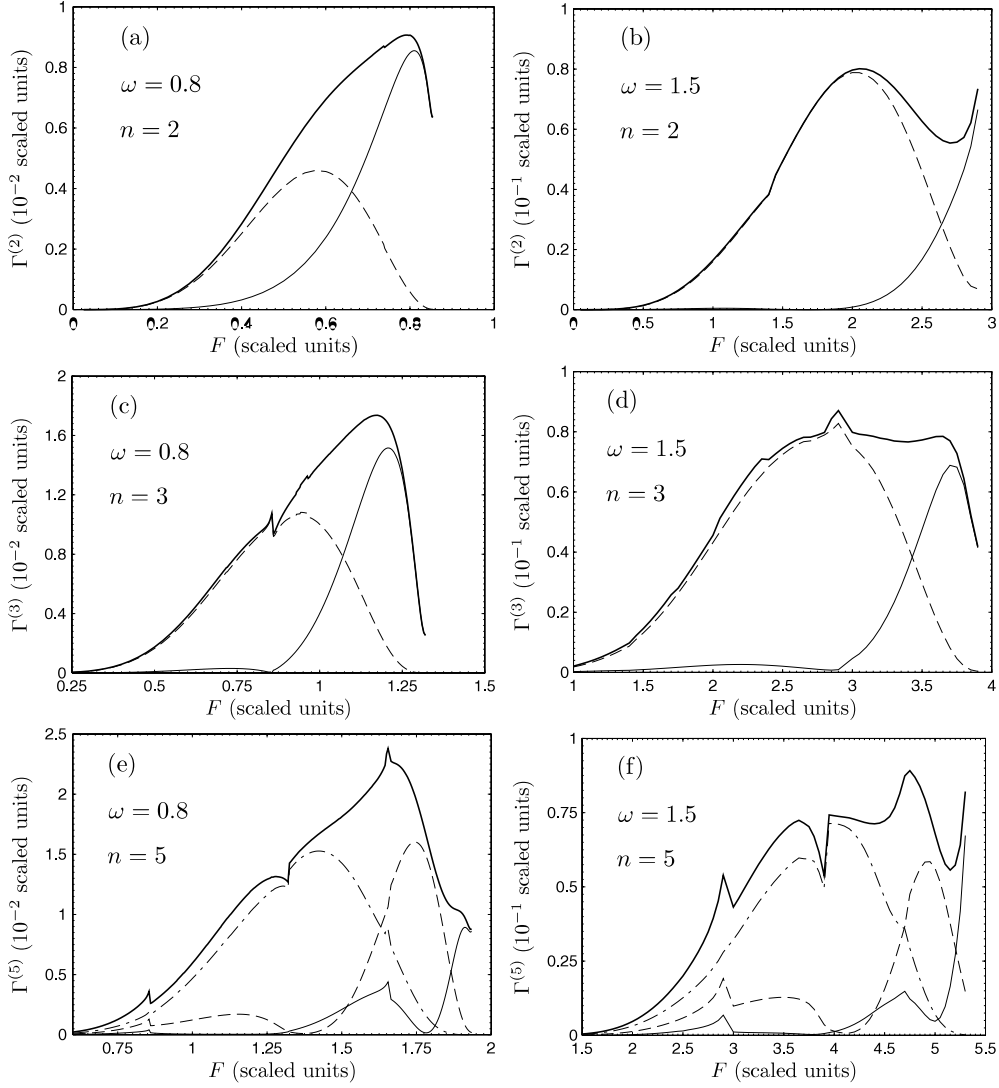 (a)
ω = 0.8
n = 2
Γ(2) (10−2 scaled units)
1
0.8
0.6
0.4
0.2
0
0 0.2 0.4 0.6 0.8 1
F (scaled units)
(b)
ω = 1.5
n = 2
Γ(2) (10−1 scaled units)
1
0.8
0.6
0.4
0.2
0
0 0.5 1 1.5 2 2.5 3
F (scaled units)
(c)
ω = 0.8
n = 3
Γ(3) (10−2 scaled units)
2
1.6
1.2
0.8
0.4
0
0.25 0.5 0.75 1 1.25 1.5
F (scaled units)
(d)
ω = 1.5
n = 3
Γ(3) (10−1 scaled units)
1
0.8
0.6
0.4
0.2
0
1 1.5 2 2.5 3 3.5 4
F (scaled units)
(e)
ω = 0.8
n = 5
Γ(5) (10−2 scaled units)
2.5
2
1.5
1
0.5
0
0.75 1 1.25 1.5 1.75 2
F (scaled units)
(f)
ω = 1.5
n = 5
Γ(5) (10−1 scaled units)
1
0.75
0.5
0.25
0
1.5 2 2.5 3 3.5 4 4.5 5 5.5
F (scaled units)